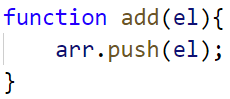 function add(el){
    arr.push(el);
}